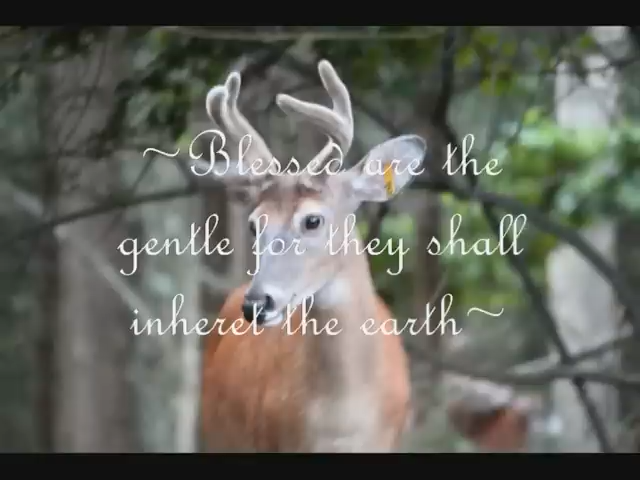 ~Blessed are the
gentle for they shall
inheret the earth~